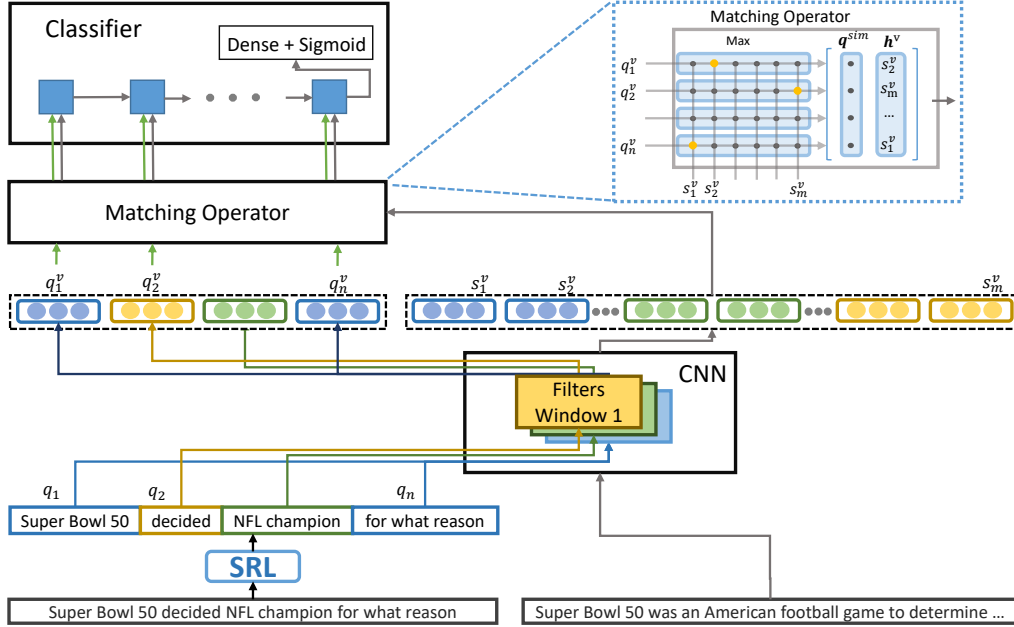 Classifier
Dense + Sigmoid
Matching Operator
Max
q^sim h^v
q_1^v
s_2^v
q_2^v
s_m^v
...
q_n^v
s_1^v
s_1^v s_2^v s_m^v
Matching Operator
q_1^v q_2^v q_n^v
s_1^v s_2^v s_m^v
CNN
Filters
Window 1
q_1 q_2 q_n
Super Bowl 50 decided NFL champion for what reason
SRL
Super Bowl 50 decided NFL champion for what reason
Super Bowl 50 was an American football game to determine ...